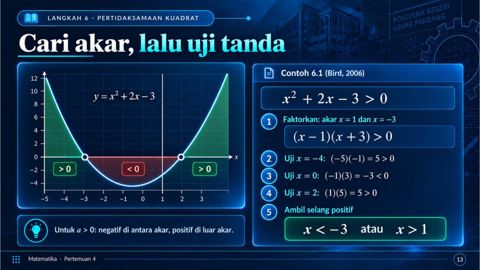 LANGKAH 6 · PERTIDAKSAMAAN KUADRAT
POLITEKNIK NEGERI
UJUNG PANDANG
Cari akar, lalu uji tanda
12
10
8
6
4
2
0
−2
−4
y = x² + 2x − 3
> 0
< 0
> 0
x
−5 −4 −3 −2 −1 0 1 2 3 4
Untuk a > 0: negatif di antara akar, positif di luar akar.
Contoh 6.1 (Bird, 2006)
x² + 2x − 3 > 0
1 Faktorkan: akar x = 1 dan x = −3
(x − 1)(x + 3) > 0
2 Uji x = −4: (−5)(−1) = 5 > 0
3 Uji x = 0: (−1)(3) = −3 < 0
4 Uji x = 2: (1)(5) = 5 > 0
5 Ambil selang positif
x < −3 atau x > 1
Matematika · Pertemuan 4
13